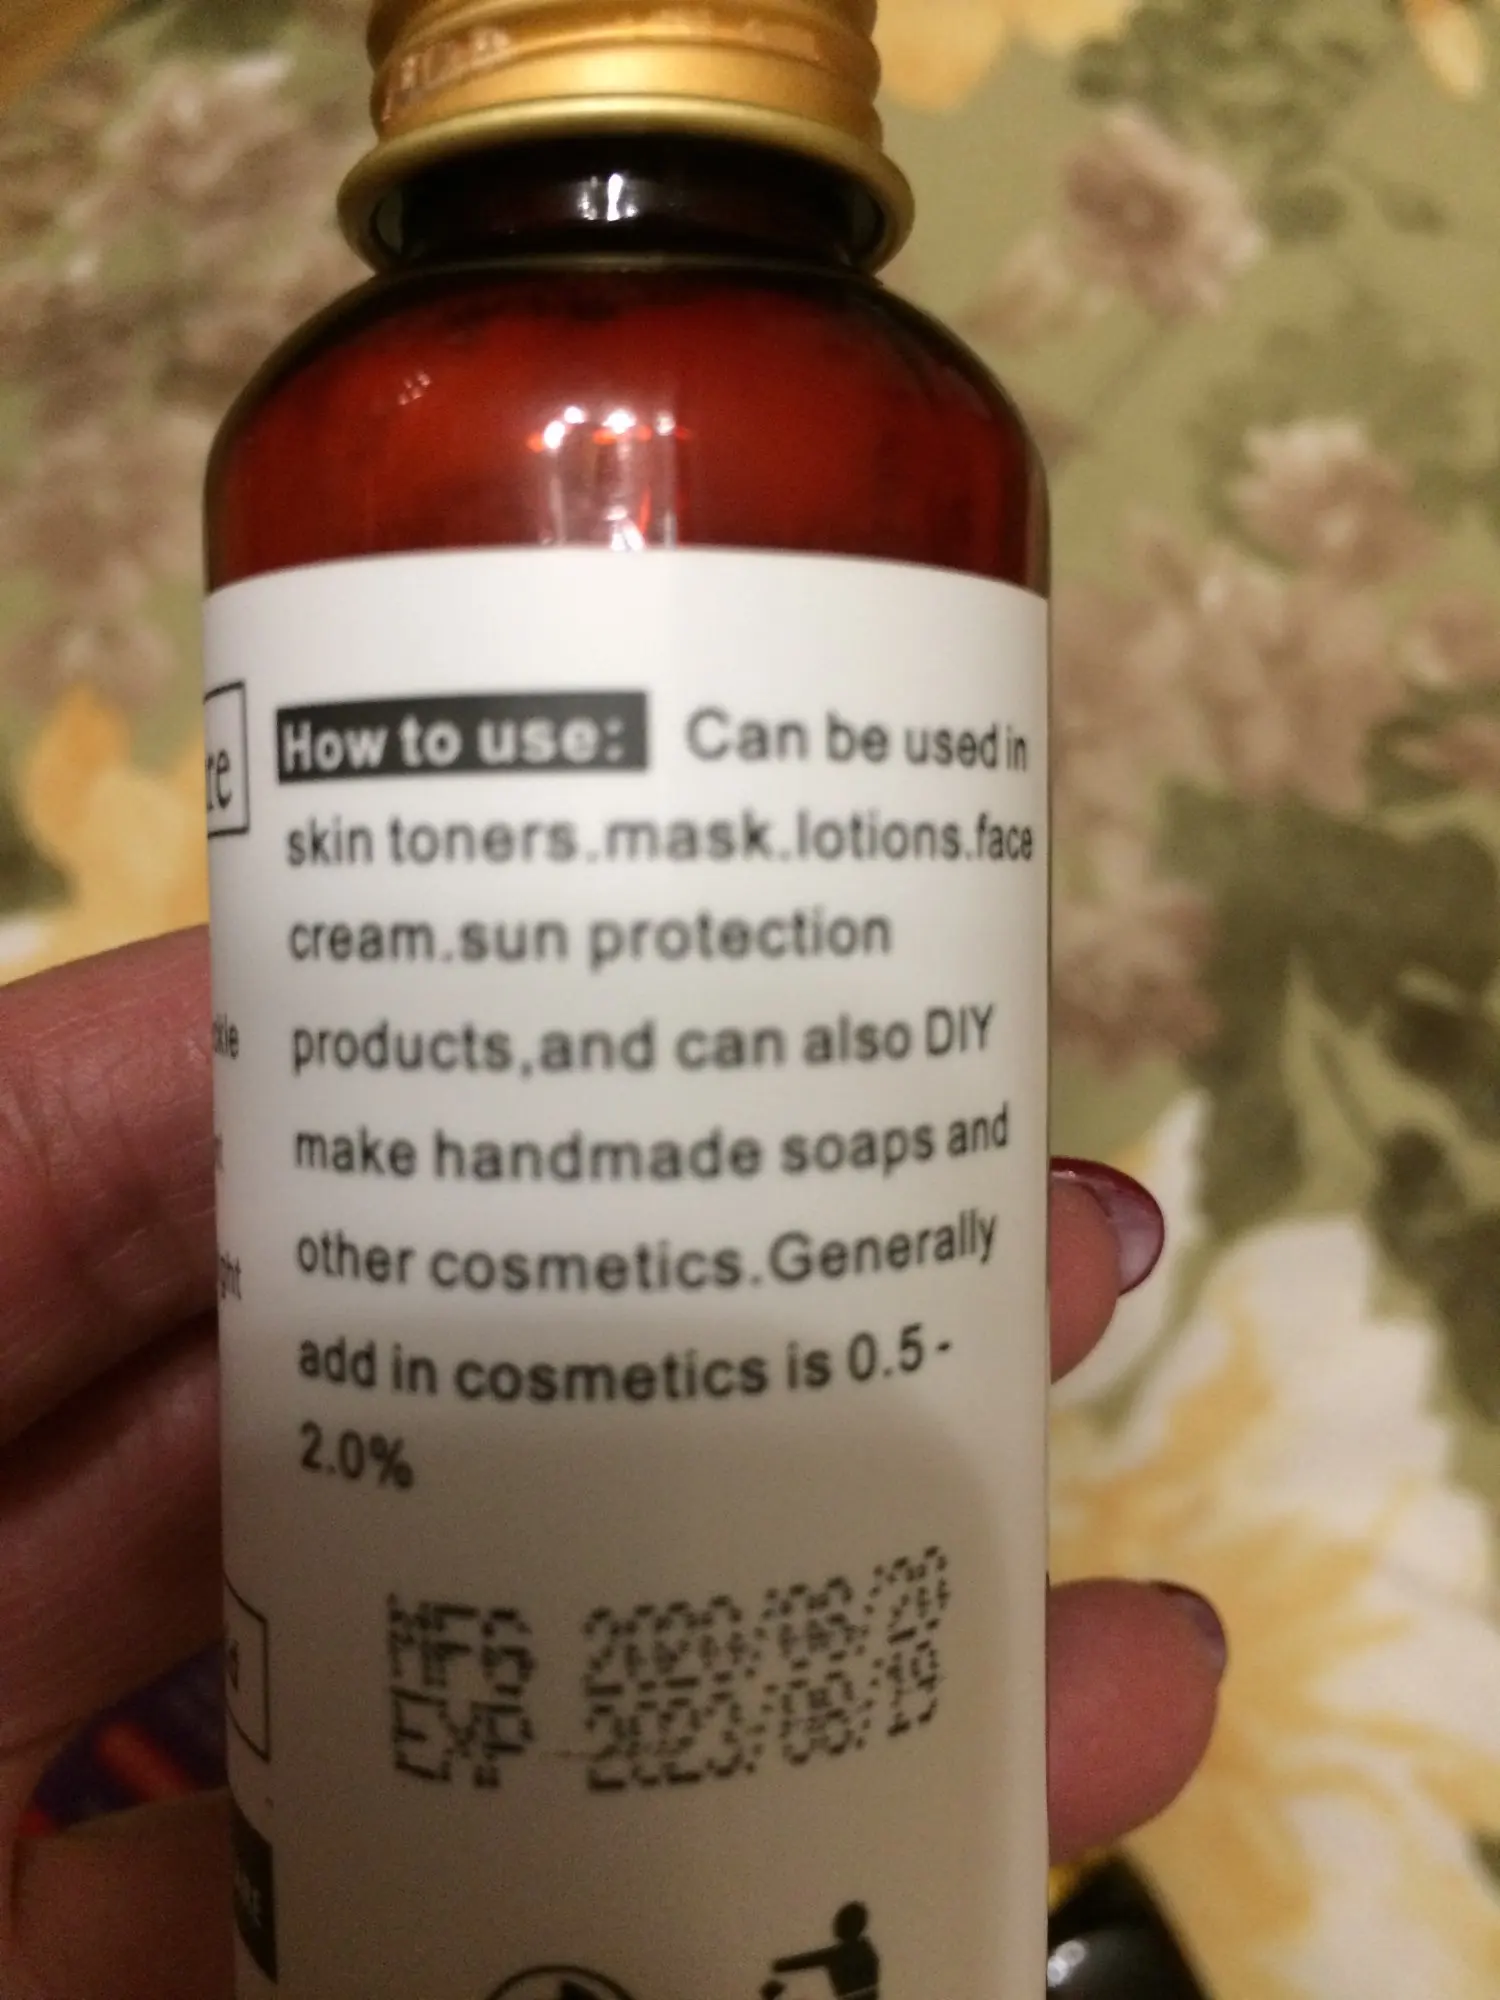 How to use: Can be used in
skin toners.mask.lotions.face
cream.sun protection
products,and can also DIY
make handmade soaps and
other cosmetics.Generally
add in cosmetics is 0.5-
2.0%
MFG
EXP